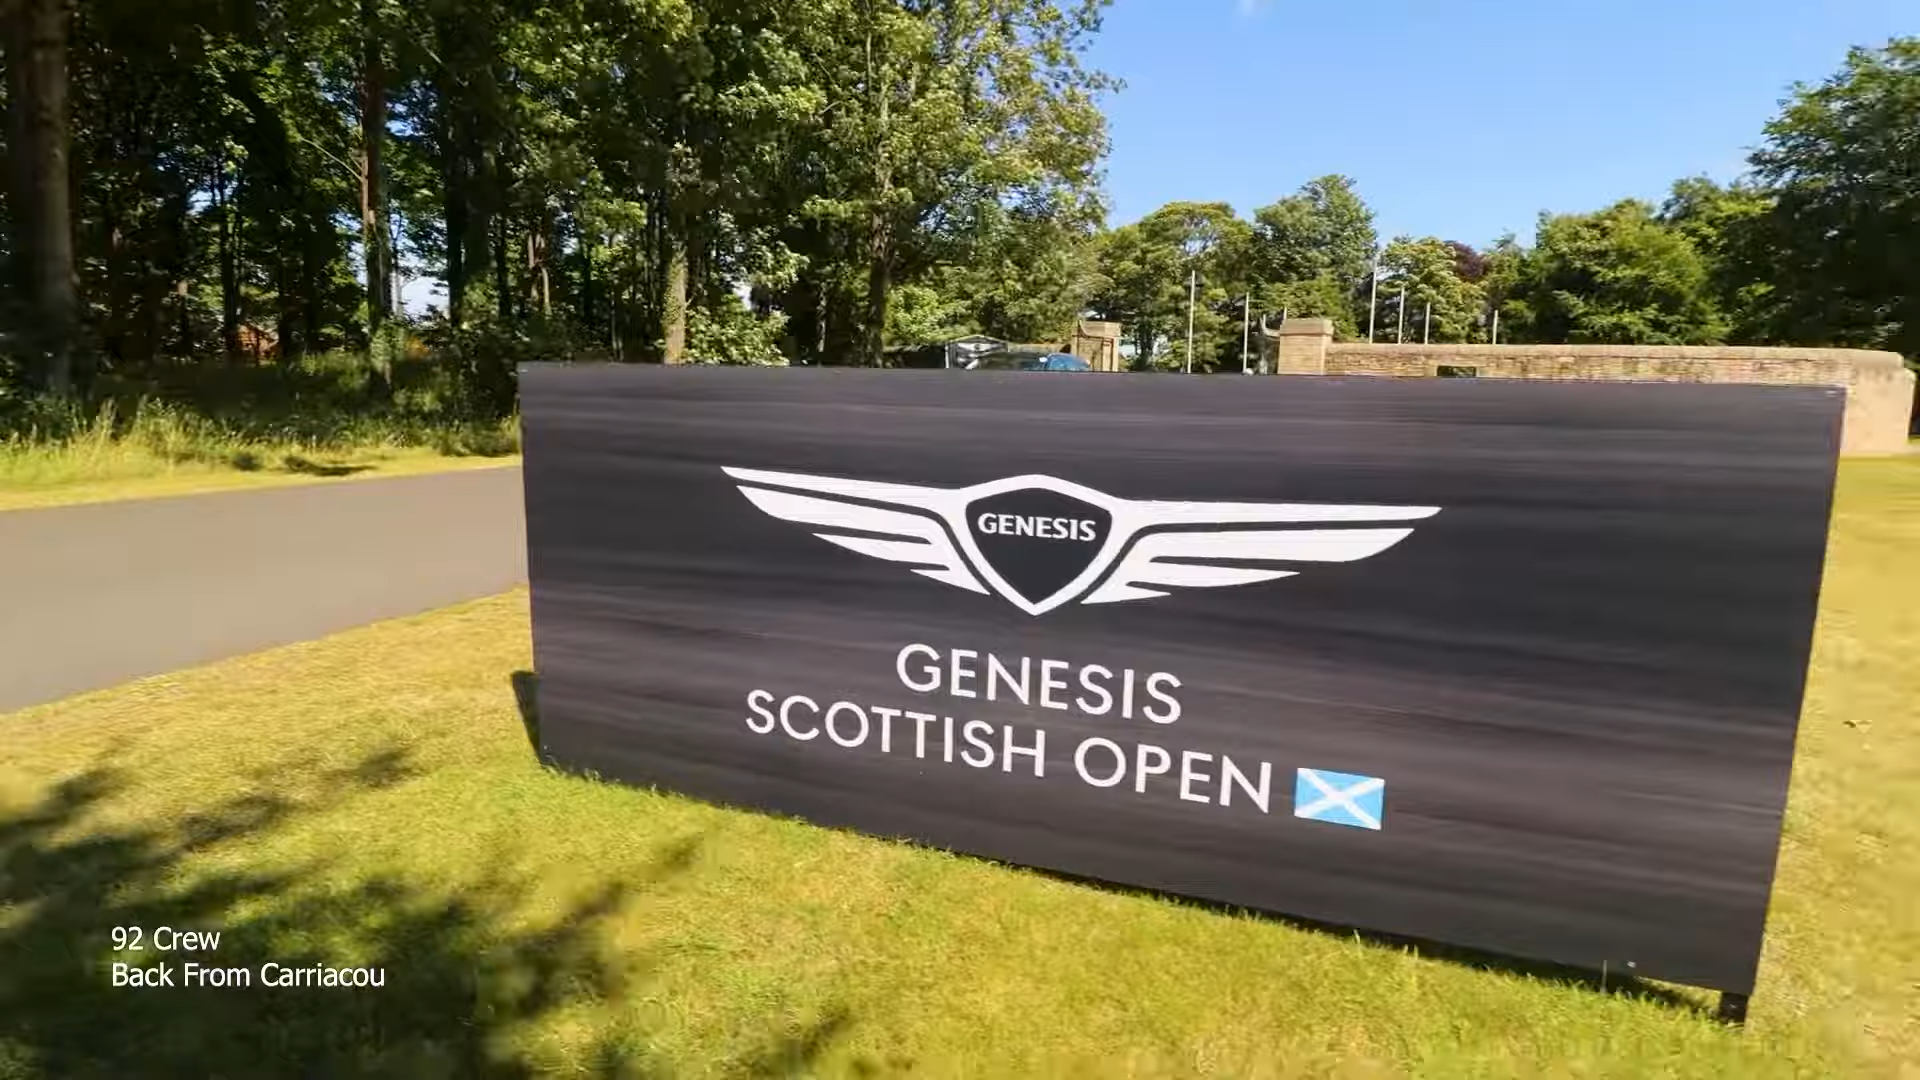 GENESIS
GENESIS
SCOTTISH OPEN
92 Crew
Back From Carriacou